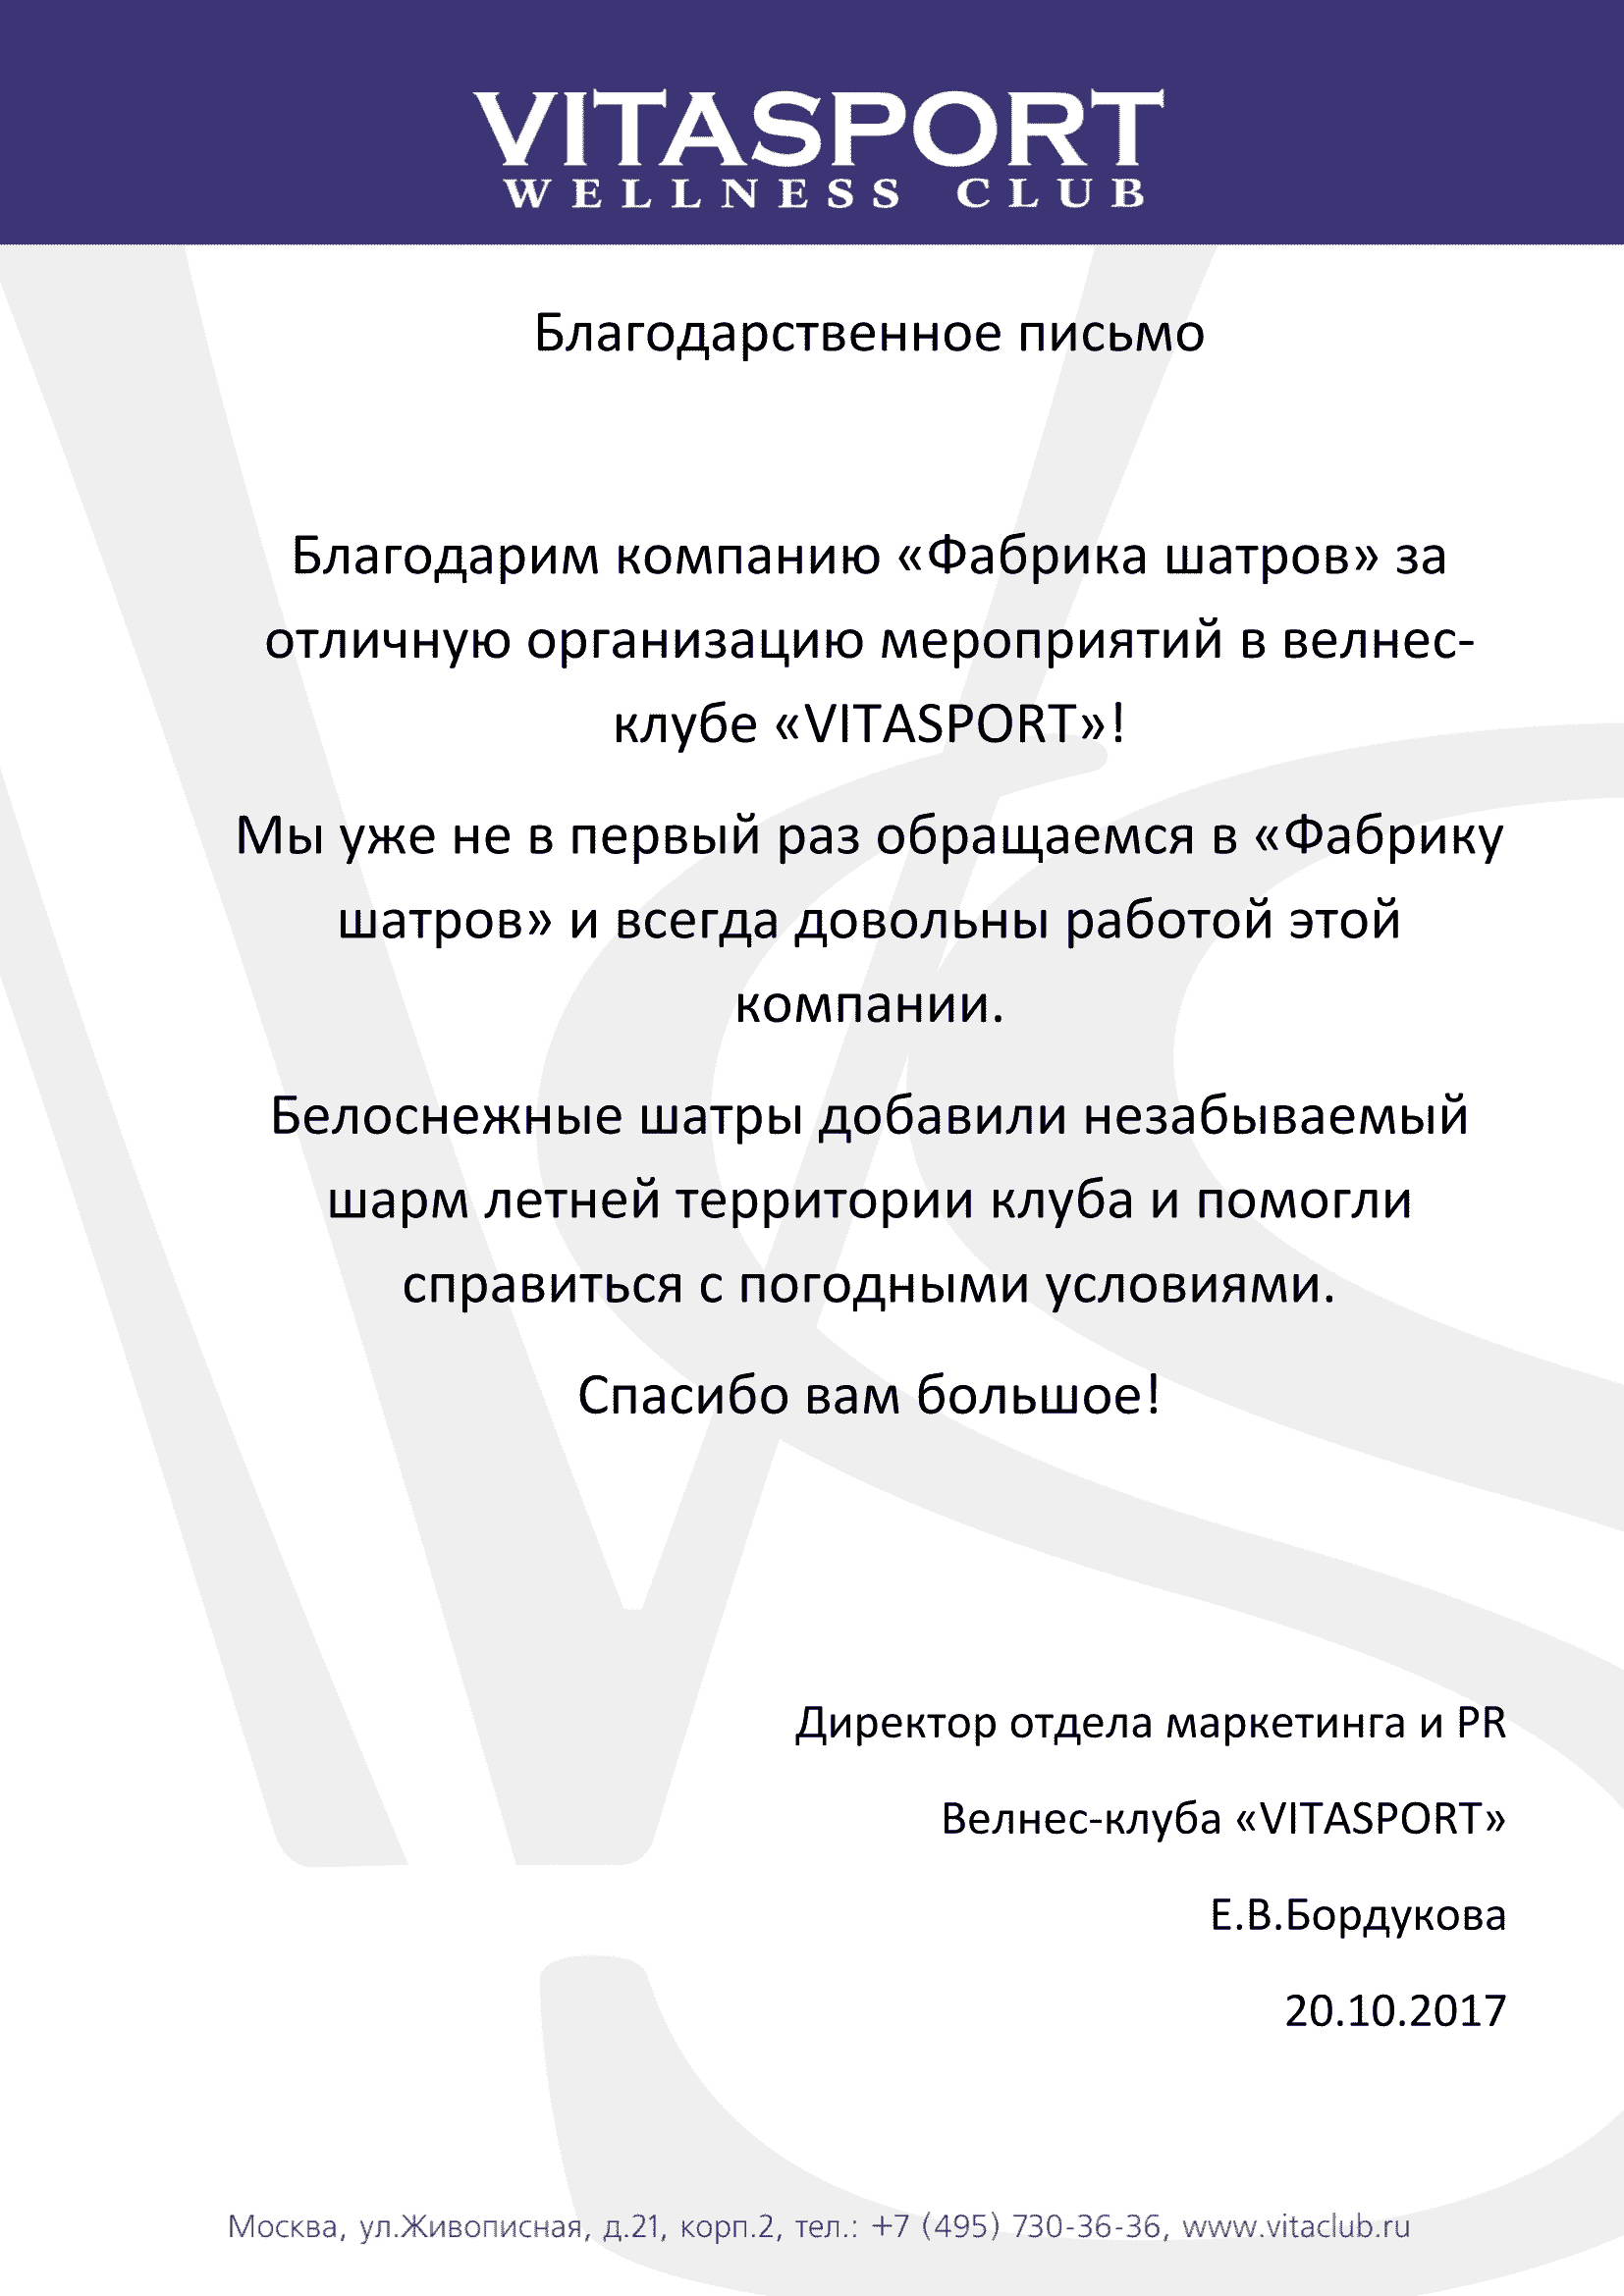 VITASPORT
WELLNESS CLUB
Благодарственное письмо
Благодарим компанию «Фабрика шатров» за
отличную организацию мероприятий в велнес-
клубе «VITASPORT»!
Мы уже не в первый раз обращаемся в «Фабрику
шатров» и всегда довольны работой этой
компании.
Белоснежные шатры добавили незабываемый
шарм летней территории клуба и помогли
справиться с погодными условиями.
Спасибо вам большое!
Директор отдела маркетинга и PR
Велнес-клуба «VITASPORT»
Е.В.Бордукова
20.10.2017
Москва, ул.Живописная, д.21, корп.2, тел.: +7 (495) 730-36-36, www.vitaclub.ru